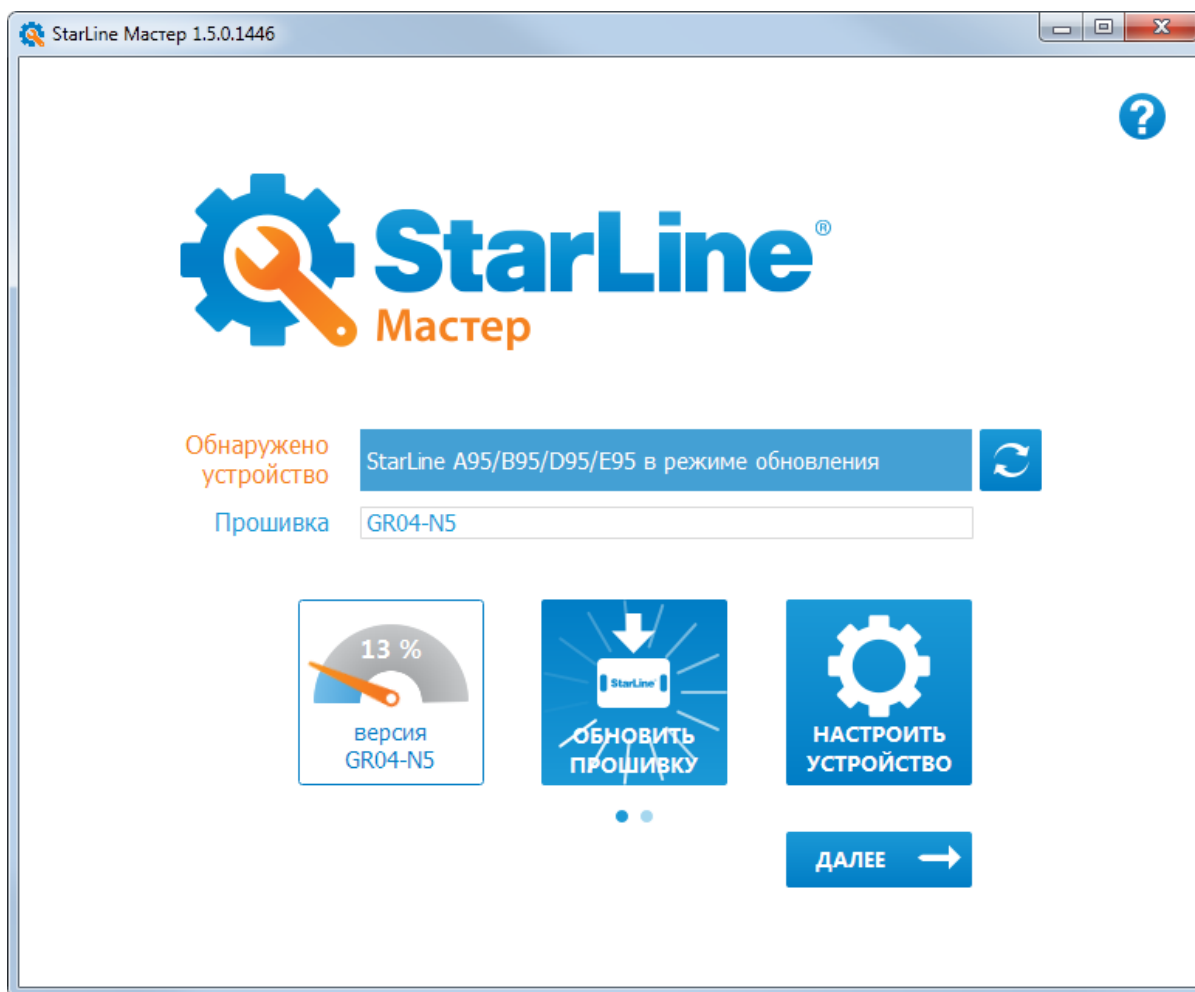 StarLine Мастер 1.5.0.1446
?
StarLine®
Мастер
Обнаружено
устройство
StarLine A95/B95/D95/E95 в режиме обновления
Прошивка
GR04-N5
13 %
версия
GR04-N5
StarLine
ОБНОВИТЬ
ПРОШИВКУ
НАСТРОИТЬ
УСТРОЙСТВО
ДАЛЕЕ